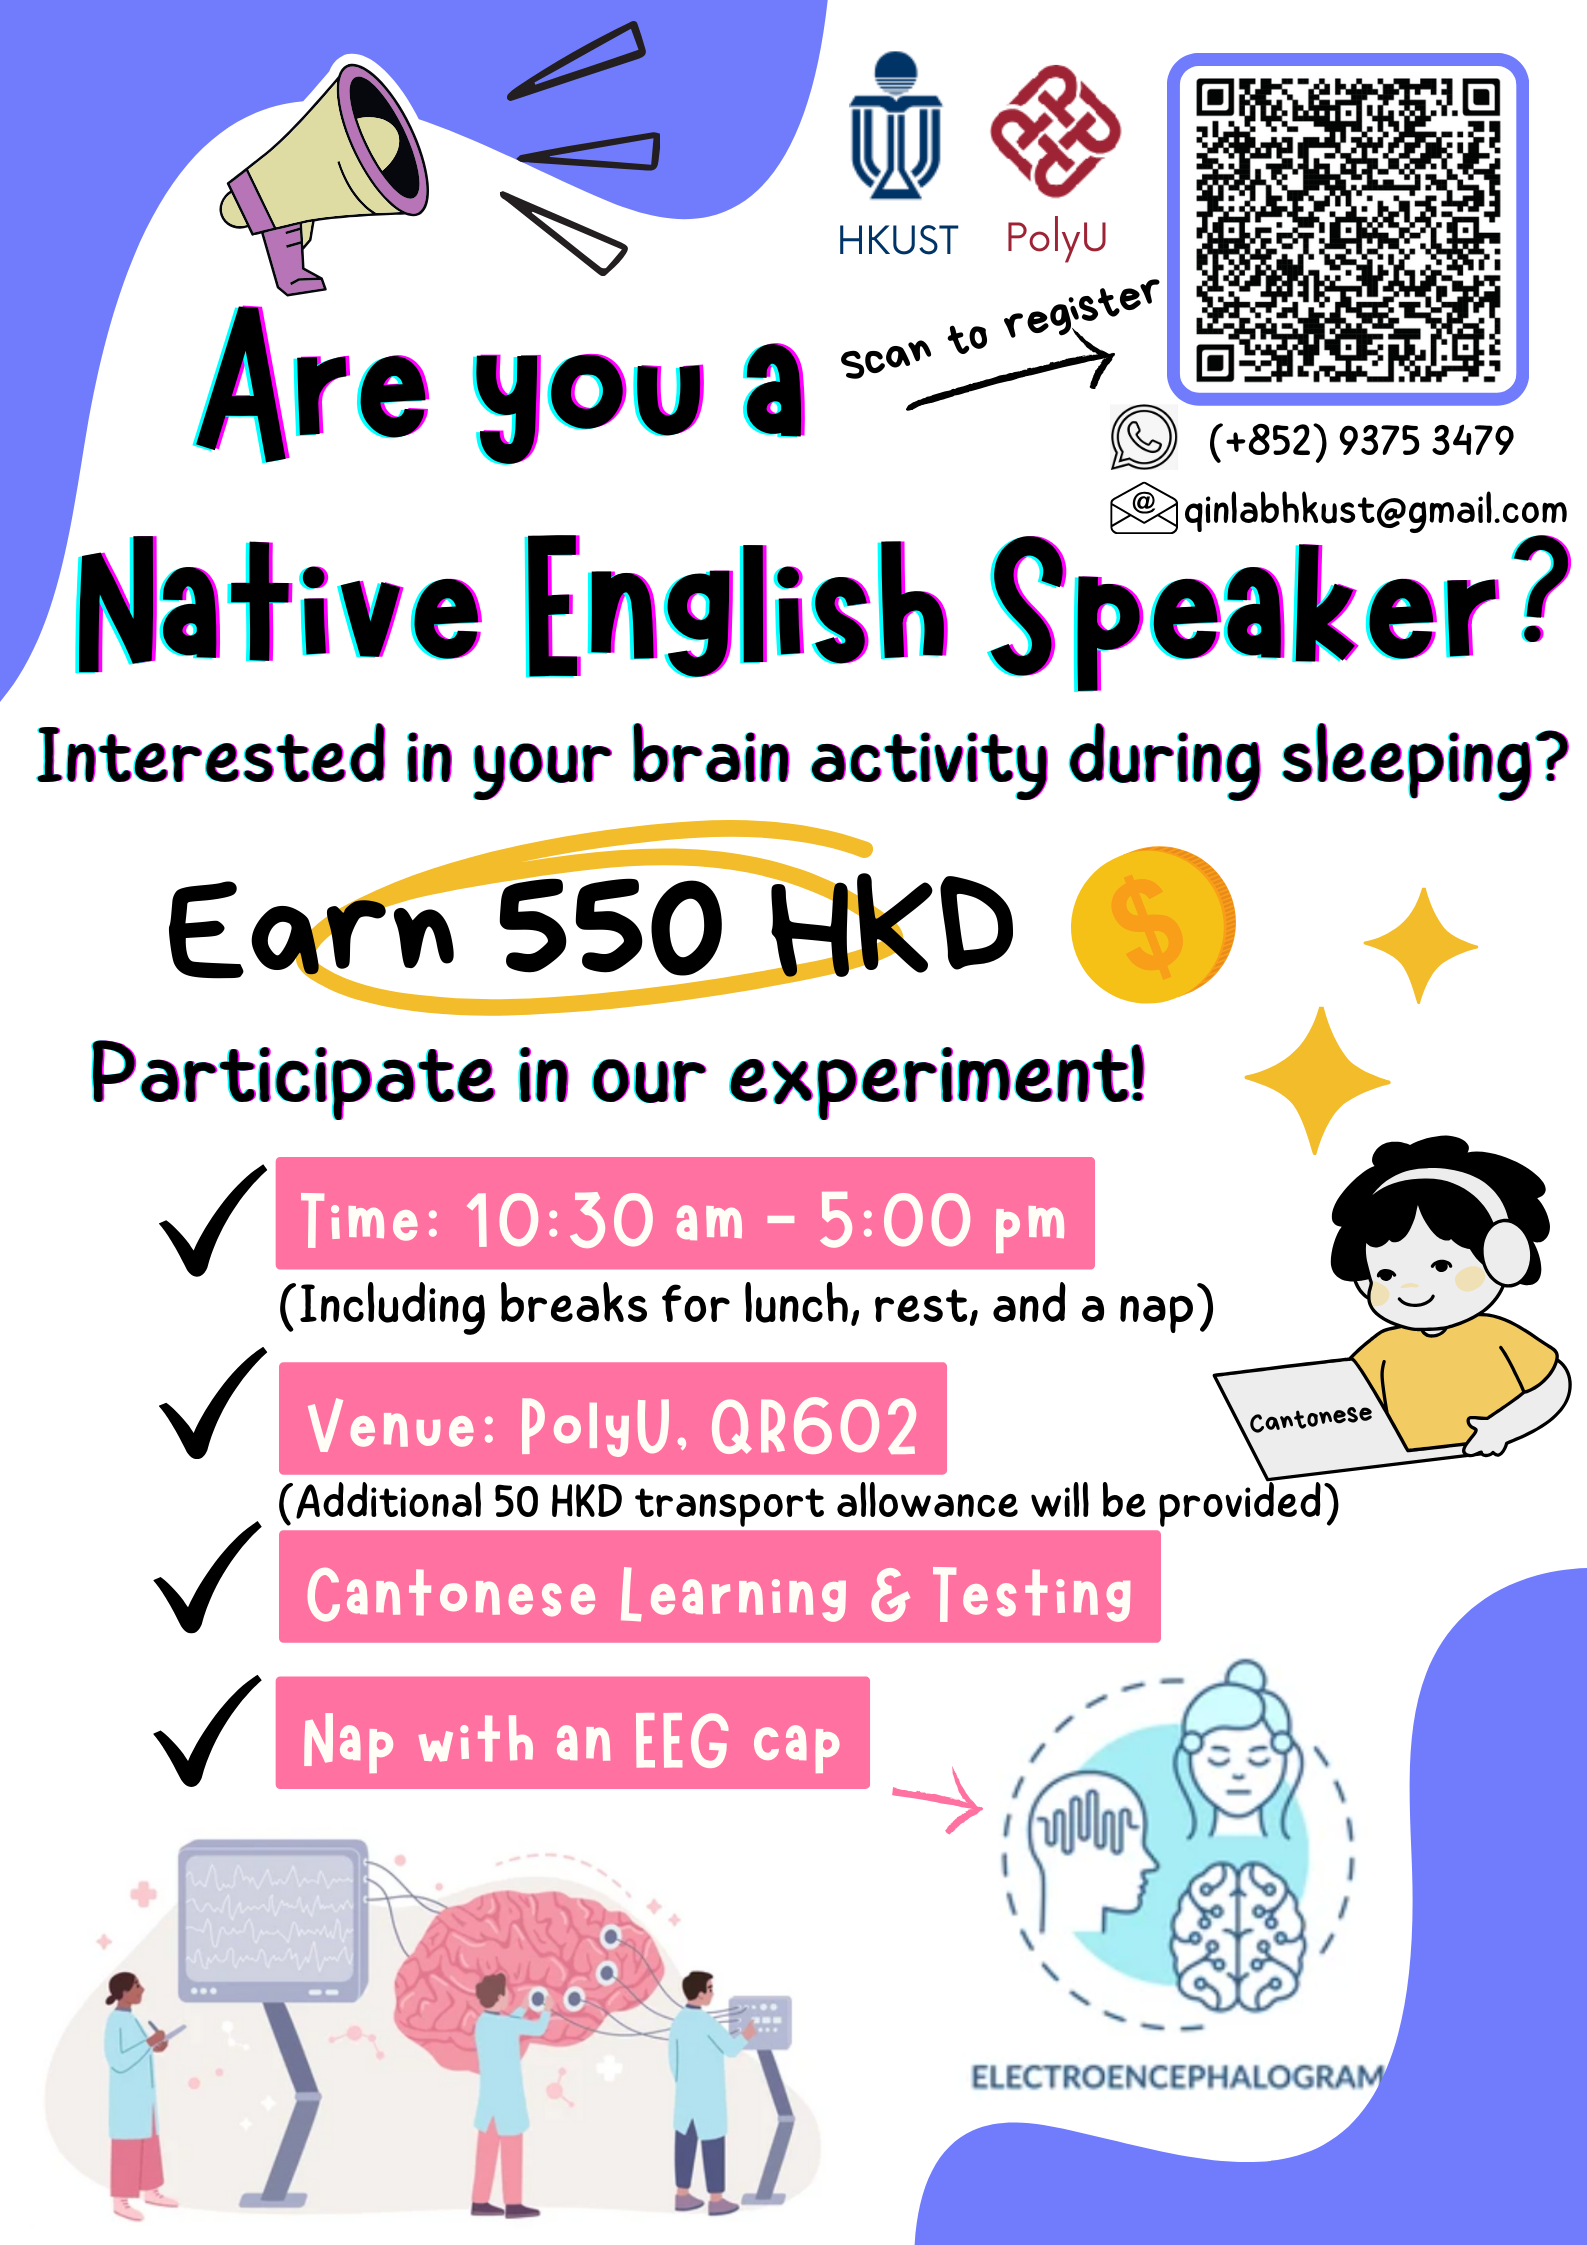 HKUST
PolyU
scan to register
(+852) 9375 3479
@
qinlabhkust@gmail.com
Are you a
Native English Speaker?
Interested in your brain activity during sleeping?
Earn 550 HKD
$
Participate in our experiment!
Time: 10:30 am - 5:00 pm
(Including breaks for lunch, rest, and a nap)
Venue: PolyU, QR602
Cantonese
(Additional 50 HKD transport allowance will be provided)
Cantonese Learning & Testing
Nap with an EEG cap
ELECTROENCEPHALOGRAM